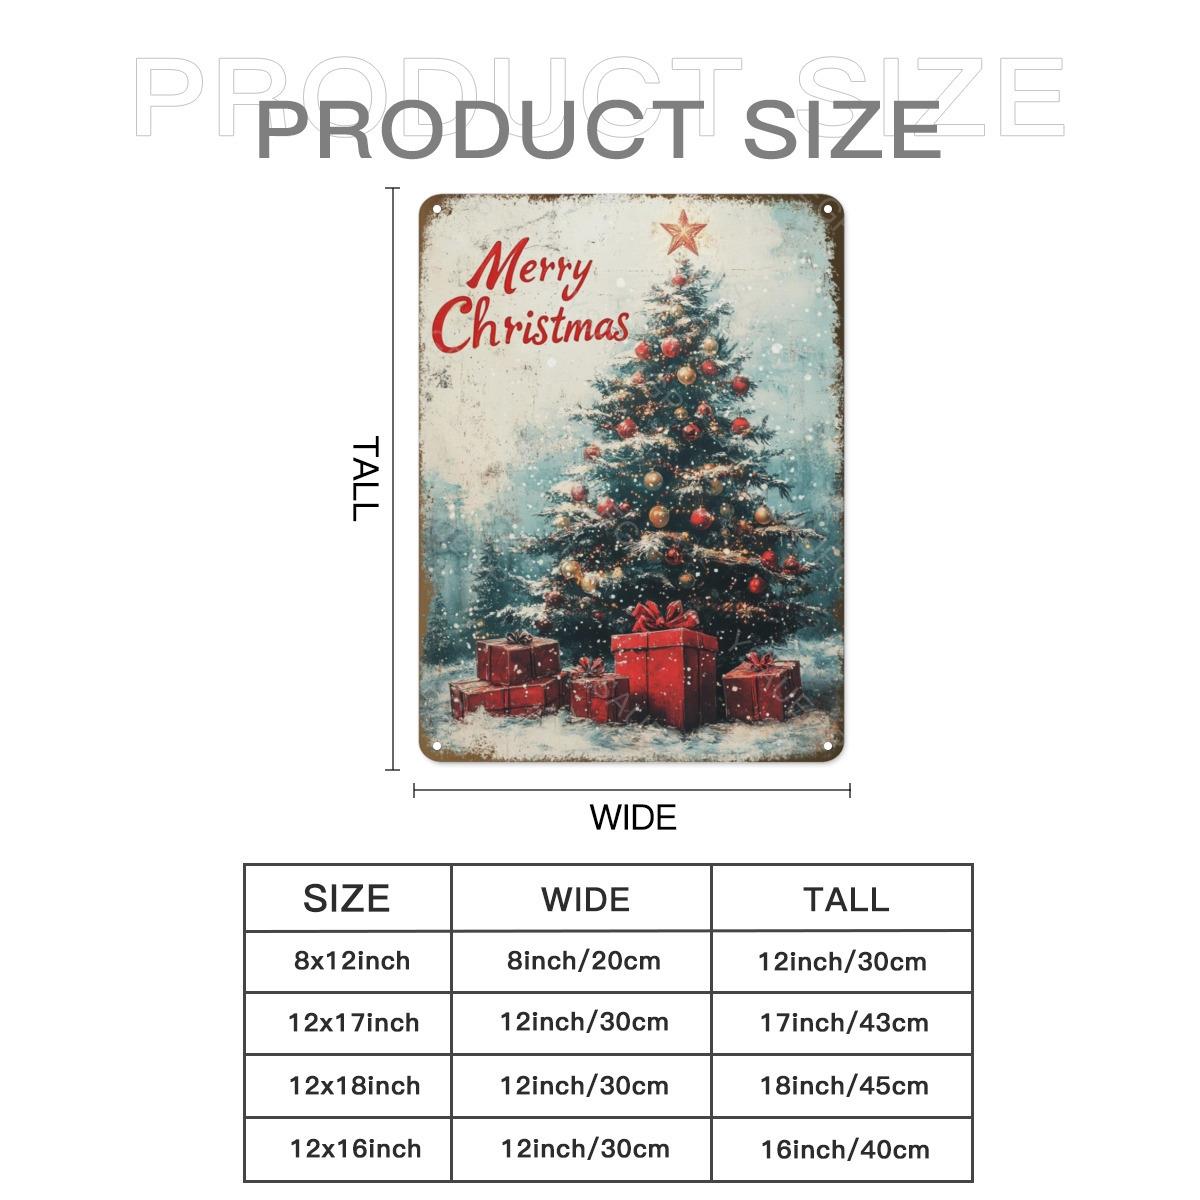 PRODUCT SIZE
PRODUCT SIZE
Merry
Christmas
TALL
WIDE
SIZE WIDE TALL
8x12inch 8inch/20cm 12inch/30cm
12x17inch 12inch/30cm 17inch/43cm
12x18inch 12inch/30cm 18inch/45cm
12x16inch 12inch/30cm 16inch/40cm